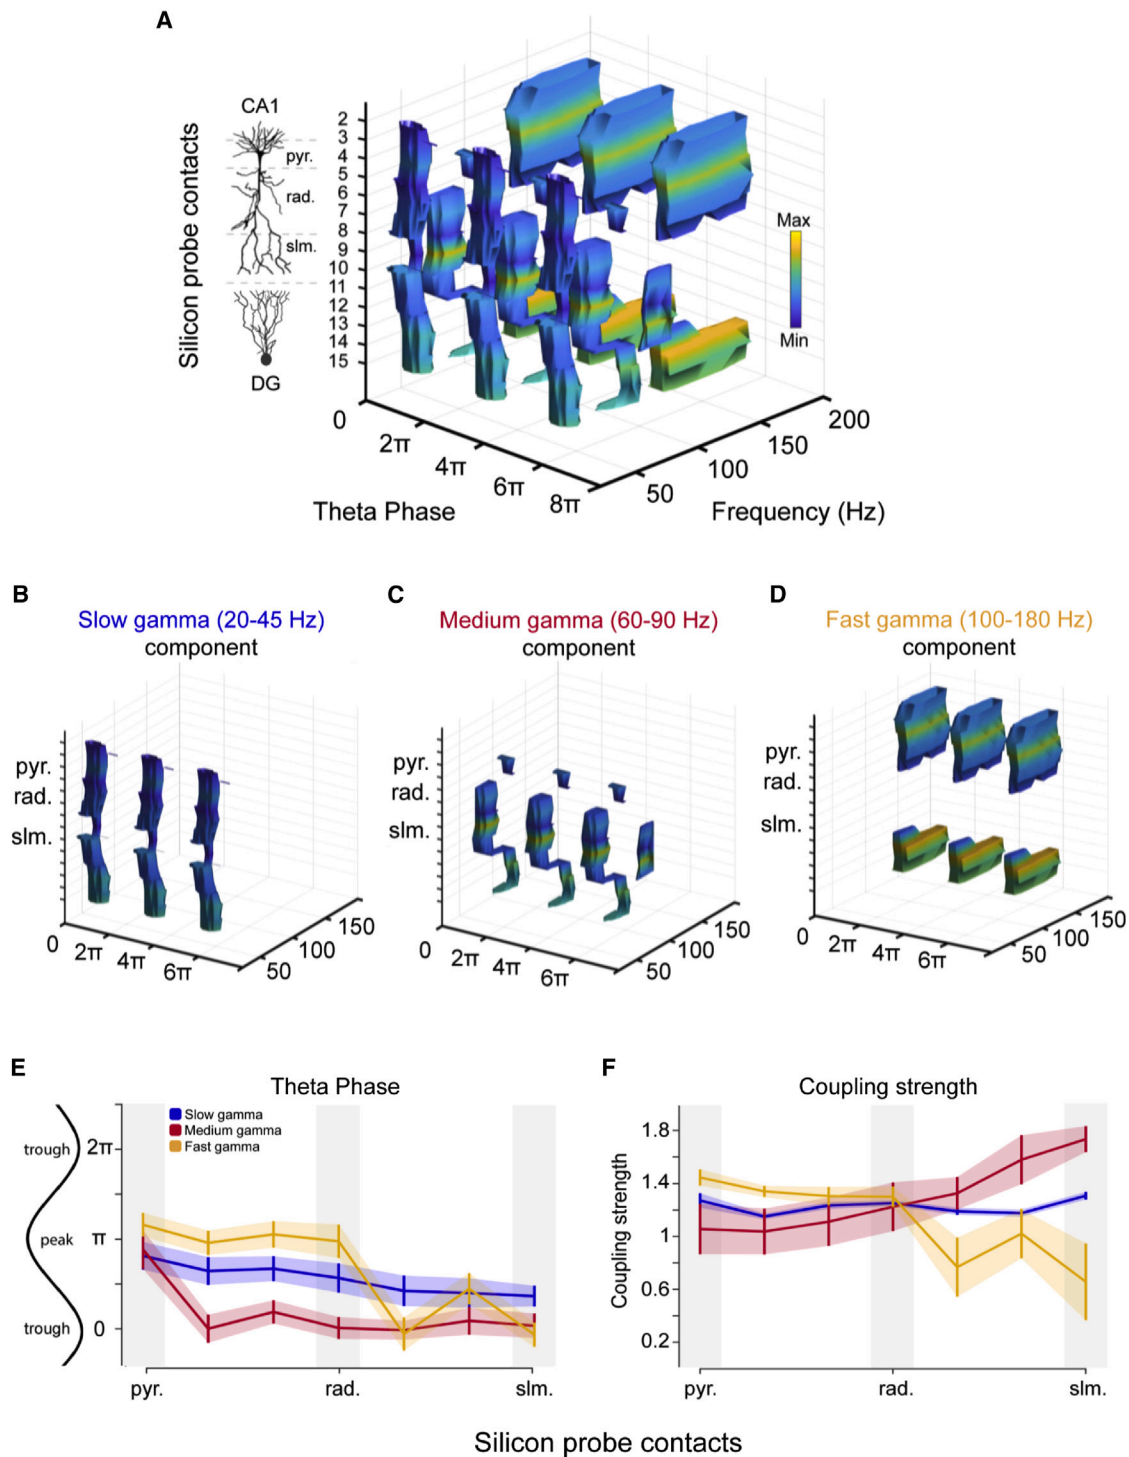 A
CA1
pyr.
rad.
slm.
DG
Silicon probe contacts
2
3
4
5
6
7
8
9
10
11
12
13
14
15
0
2π
4π
6π
8π
Theta Phase
50
100
150
200
Frequency (Hz)
Max
Min
B
Slow gamma (20-45 Hz)
component
pyr.
rad.
slm.
0
2π
4π
6π
50
100
150
C
Medium gamma (60-90 Hz)
component
pyr.
rad.
slm.
0
2π
4π
6π
50
100
150
D
Fast gamma (100-180 Hz)
component
pyr.
rad.
slm.
0
2π
4π
6π
50
100
150
E
Theta Phase
Slow gamma
Medium gamma
Fast gamma
trough
2π
peak
π
trough
0
pyr.
rad.
slm.
F
Coupling strength
Coupling strength
1.8
1.4
1
0.6
0.2
pyr.
rad.
slm.
Silicon probe contacts